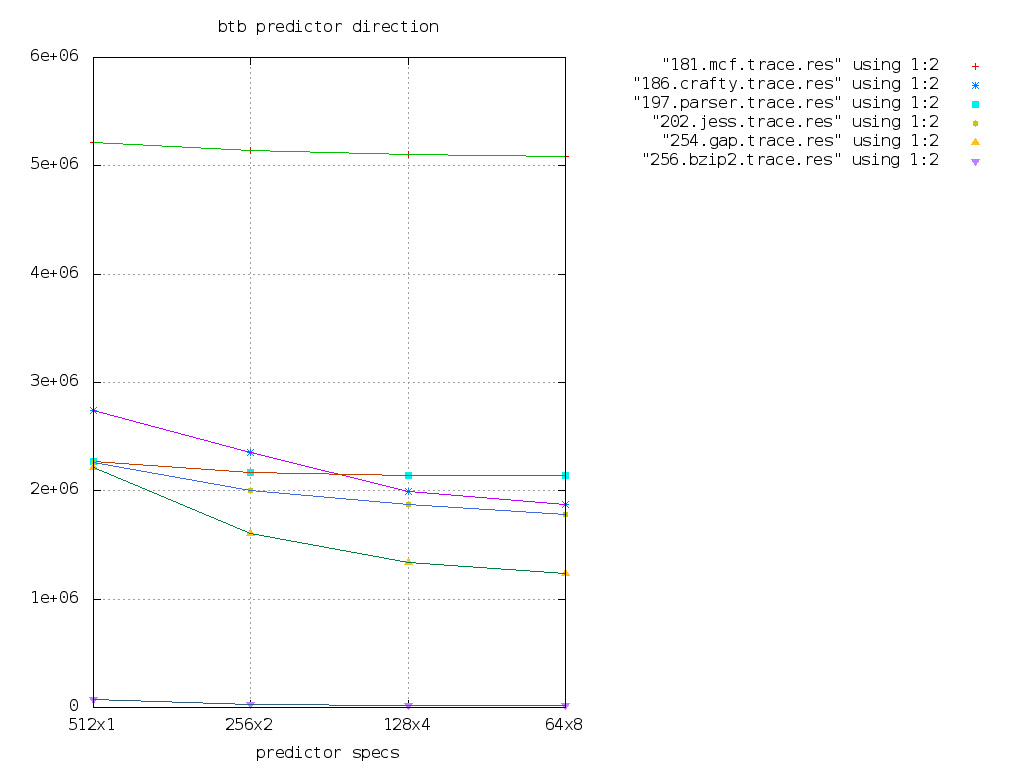 btb predictor direction
6e+06
5e+06
4e+06
3e+06
2e+06
1e+06
0
512x1 256x2 128x4 64x8
predictor specs
"181.mcf.trace.res" using 1:2
"186.crafty.trace.res" using 1:2
"197.parser.trace.res" using 1:2
"202.jess.trace.res" using 1:2
"254.gap.trace.res" using 1:2
"256.bzip2.trace.res" using 1:2